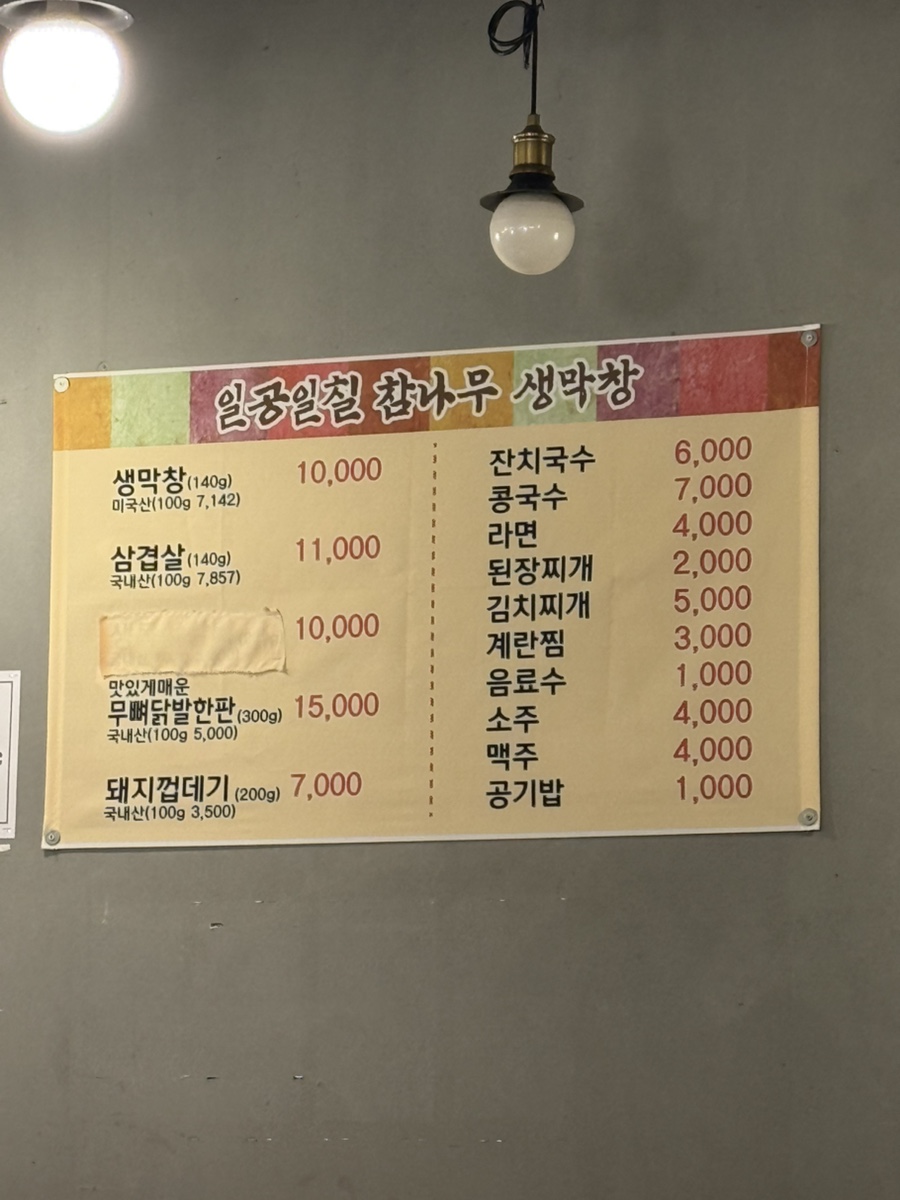 일공일칠 참나무 생막창
생막창(140g) 10,000
미국산(100g 7,142)
삼겹살(140g) 11,000
국내산(100g 7,857)
10,000
맛있게매운
무뼈닭발한판(300g) 15,000
국내산(100g 5,000)
돼지껍데기(200g) 7,000
국내산(100g 3,500)
잔치국수 6,000
콩국수 7,000
라면 4,000
된장찌개 2,000
김치찌개 5,000
계란찜 3,000
음료수 1,000
소주 4,000
맥주 4,000
공기밥 1,000